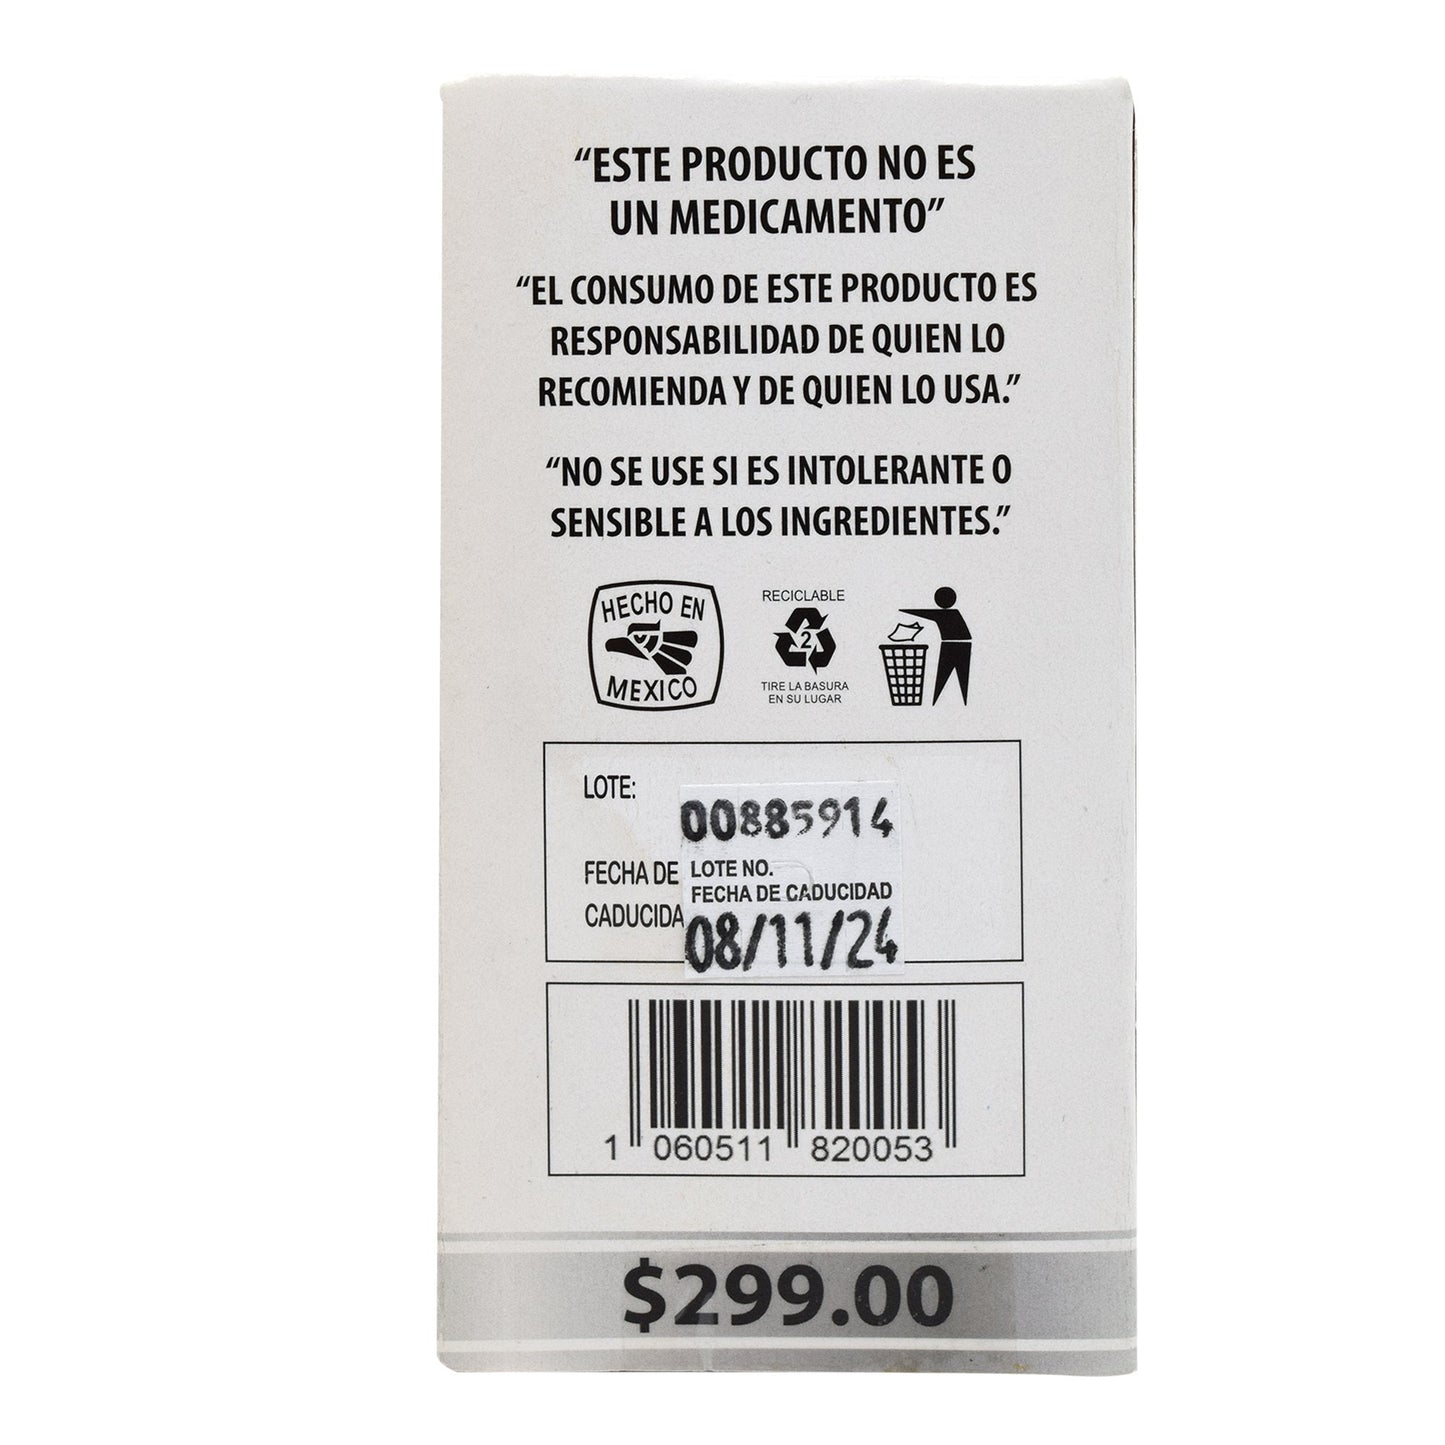 “ESTE PRODUCTO NO ES
UN MEDICAMENTO”
“EL CONSUMO DE ESTE PRODUCTO ES
RESPONSABILIDAD DE QUIEN LO
RECOMIENDA Y DE QUIEN LO USA.”
“NO SE USE SI ES INTOLERANTE O
SENSIBLE A LOS INGREDIENTES.”
HECHO EN
MEXICO
RECICLABLE
2
TIRE LA BASURA
EN SU LUGAR
LOTE:
00885914
FECHA DE
CADUCIDA
LOTE NO.
FECHA DE CADUCIDAD
08/11/24
1 060511 820053
$299.00